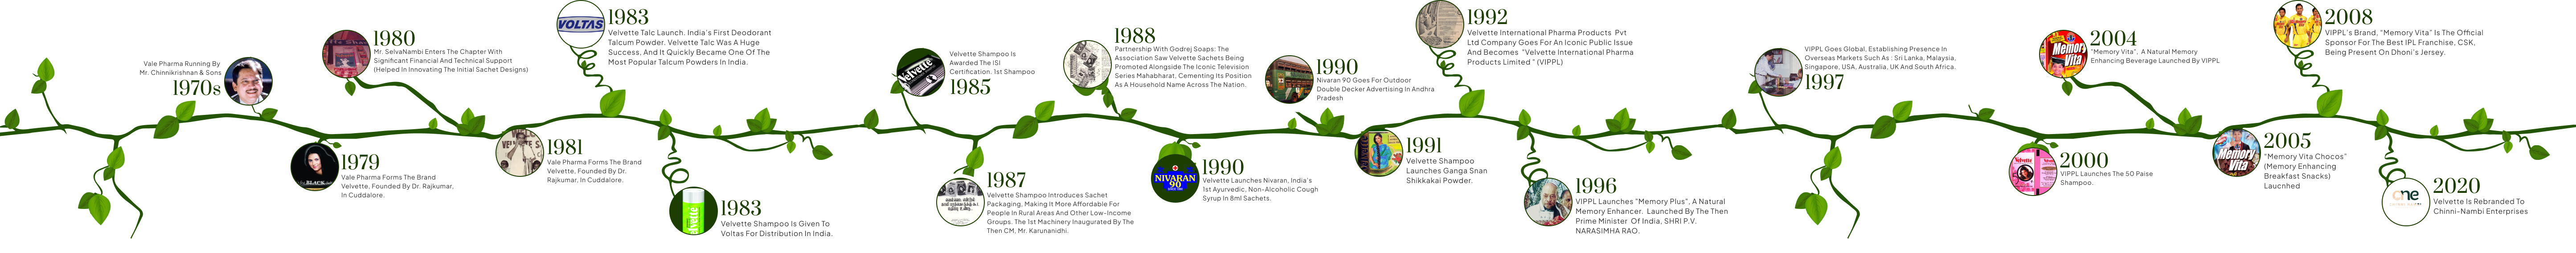 Vale Pharma Running By
Mr. Chinnikrishnan & Sons
1970s
1979
Vale Pharma Forms The Brand
Velvette, Founded By Dr. Rajkumar,
In Cuddalore.
1980
Mr. SelvaNambi Enters The Chapter With
Significant Financial And Technical Support
(Helped In Innovating The Initial Sachet Designs)
1981
Vale Pharma Forms The Brand
Velvette, Founded By Dr.
Rajkumar, In Cuddalore.
VOLTAS
1983
Velvette Talc Launch. India's First Deodorant
Talcum Powder. Velvette Talc Was A Huge
Success, And It Quickly Became One Of The
Most Popular Talcum Powders In India.
Velvette
1983
Velvette Shampoo Is Given To
Voltas For Distribution In India.
Velvette
Velvette Shampoo Is
Awarded The ISI
Certification. 1st Shampoo
1985
1987
Velvette Shampoo Introduces Sachet
Packaging, Making It More Affordable For
People In Rural Areas And Other Low-Income
Groups. The 1st Machinery Inaugurated By The
Then CM, Mr. Karunanidhi.
1988
Partnership With Godrej Soaps: The
Association Saw Velvette Sachets Being
Promoted Alongside The Iconic Television
Series Mahabharat, Cementing Its Position
As A Household Name Across The Nation.
NIVARAN
90
1990
Velvette Launches Nivaran, India's
1st Ayurvedic, Non-Alcoholic Cough
Syrup In 8ml Sachets.
1990
Nivaran 90 Goes For Outdoor
Double Decker Advertising In Andhra
Pradesh
1991
Velvette Shampoo
Launches Ganga Snan
Shikkakai Powder.
1992
Velvette International Pharma Products Pvt
Ltd Company Goes For An Iconic Public Issue
And Becomes "Velvette International Pharma
Products Limited " (VIPPL)
1996
VIPPL Launches "Memory Plus", A Natural
Memory Enhancer. Launched By The Then
Prime Minister Of India, SHRI P.V.
NARASIMHA RAO.
VIPPL Goes Global, Establishing Presence In
Overseas Markets Such As : Sri Lanka, Malaysia,
Singapore, USA, Australia, UK And South Africa.
1997
Velvette
2000
VIPPL Launches The 50 Paise
Shampoo.
Memory
Vita
2004
"Memory Vita", A Natural Memory
Enhancing Beverage Launched By VIPPL
Memory
Vita
2005
"Memory Vita Chocos"
(Memory Enhancing
Breakfast Snacks)
Laucnhed
2008
VIPPL's Brand, "Memory Vita" Is The Official
Sponsor For The Best IPL Franchise, CSK,
Being Present On Dhoni's Jersey.
cne
2020
Velvette Is Rebranded To
Chinni-Nambi Enterprises